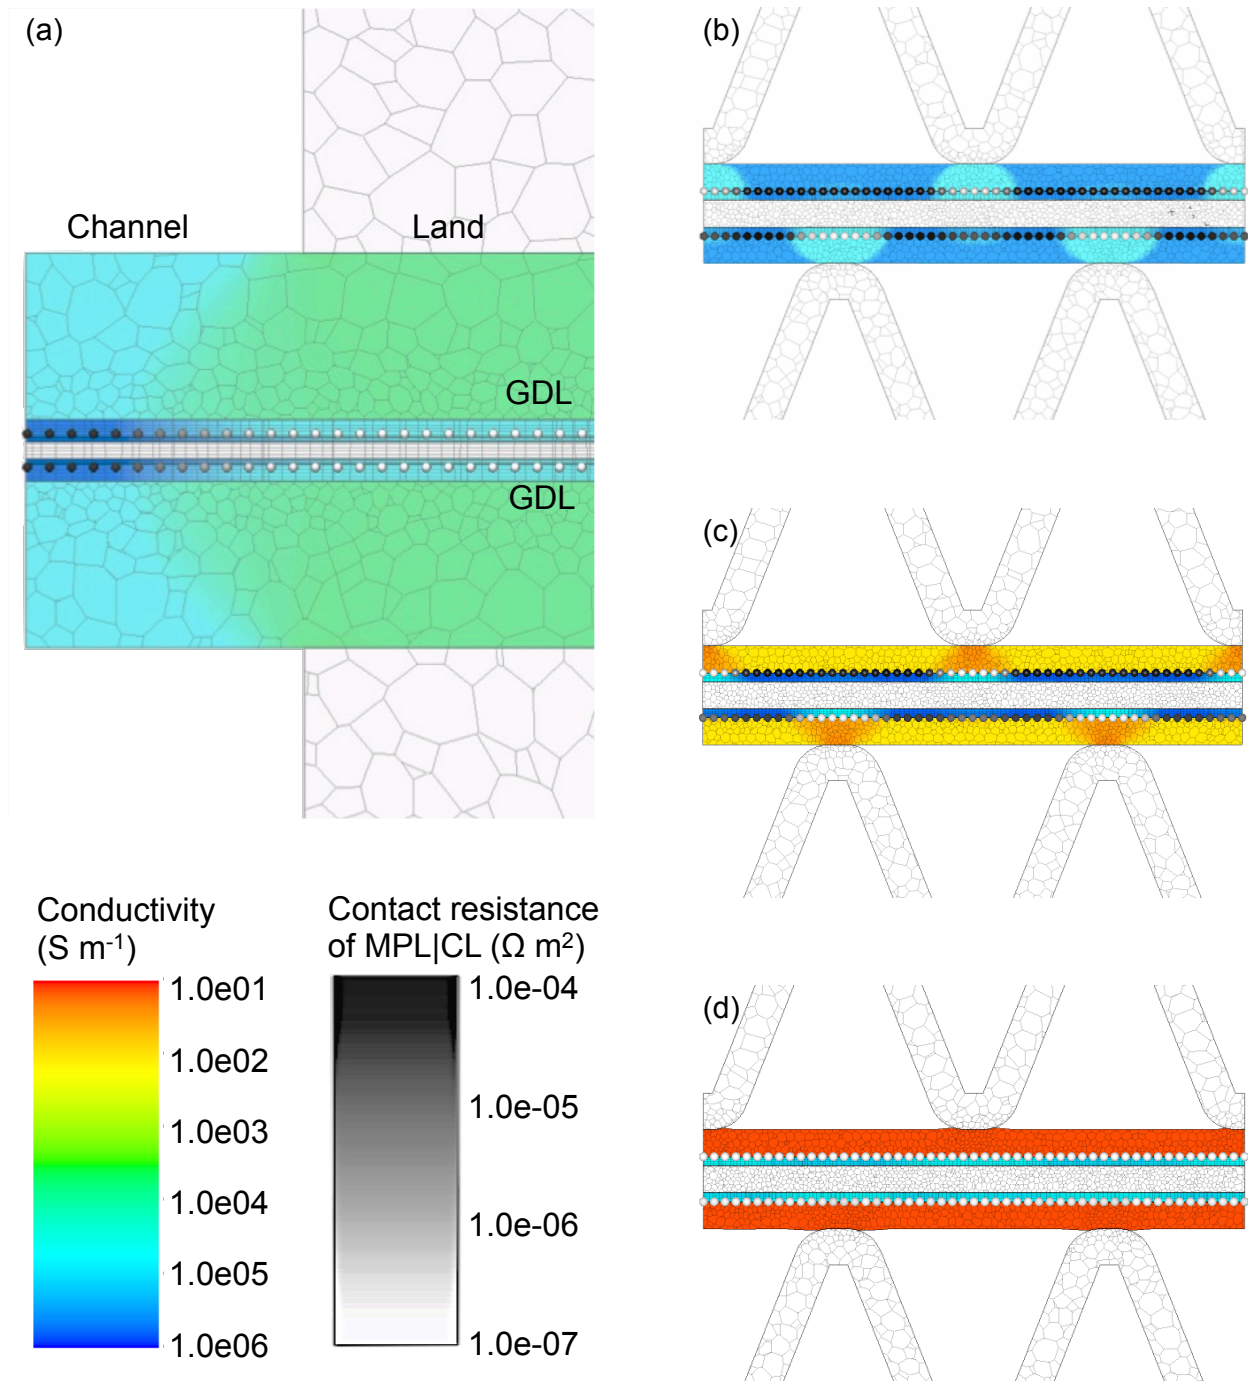 (a)
Channel
Land
GDL
GDL
(b)
(c)
(d)
Conductivity
(S m⁻¹)
1.0e01
1.0e02
1.0e03
1.0e04
1.0e05
1.0e06
Contact resistance
of MPL|CL (Ω m²)
1.0e-04
1.0e-05
1.0e-06
1.0e-07